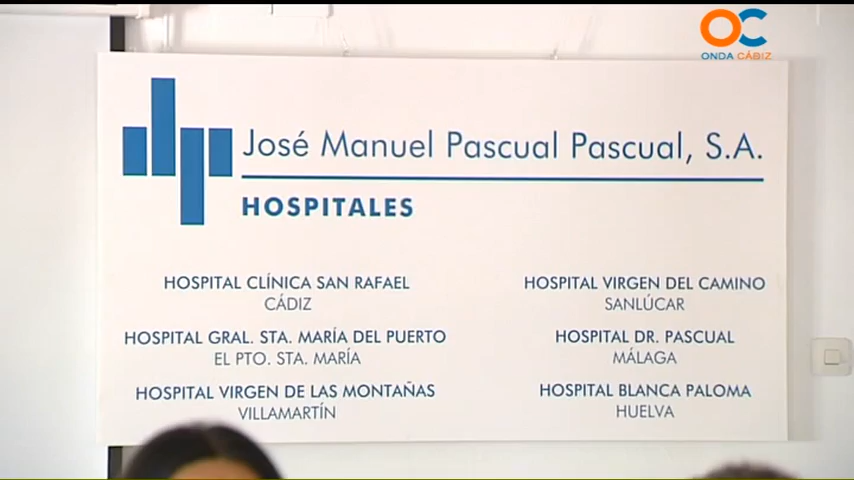 OC
ONDA CÁDIZ
José Manuel Pascual Pascual, S.A.
HOSPITALES
HOSPITAL CLÍNICA SAN RAFAEL
CÁDIZ
HOSPITAL GRAL. STA. MARÍA DEL PUERTO
EL PTO. STA. MARÍA
HOSPITAL VIRGEN DE LAS MONTAÑAS
VILLAMARTÍN
HOSPITAL VIRGEN DEL CAMINO
SANLÚCAR
HOSPITAL DR. PASCUAL
MÁLAGA
HOSPITAL BLANCA PALOMA
HUELVA